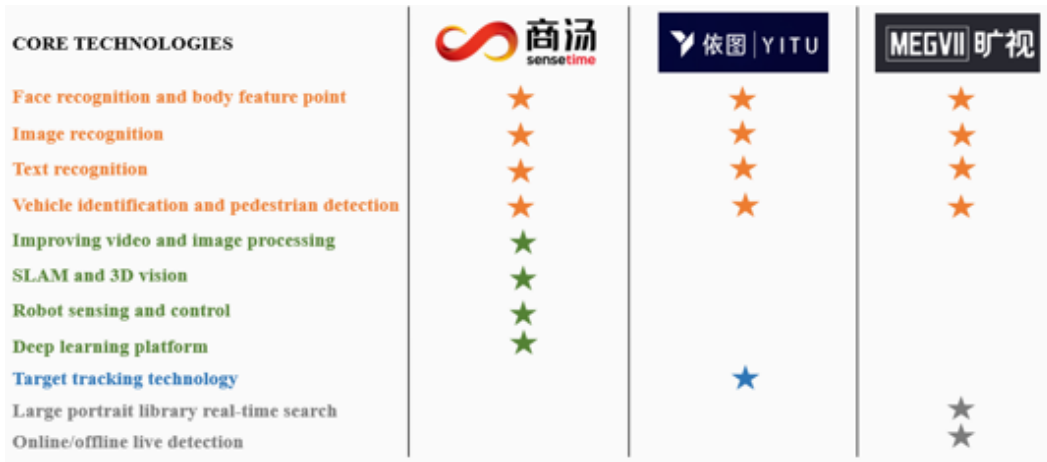 CORE TECHNOLOGIES
商汤
sensetime
依图 | YITU
MEGVII 旷视
Face recognition and body feature point
Image recognition
Text recognition
Vehicle identification and pedestrian detection
Improving video and image processing
SLAM and 3D vision
Robot sensing and control
Deep learning platform
Target tracking technology
Large portrait library real-time search
Online/offline live detection